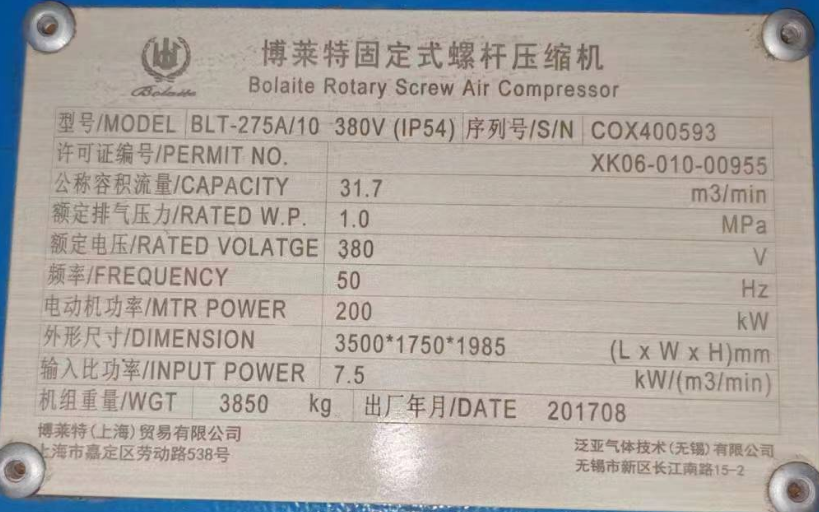 博莱特固定式螺杆压缩机
Bolaite
Bolaite Rotary Screw Air Compressor
型号/MODEL BLT-275A/10 380V (IP54) 序列号/S/N COX400593
许可证编号/PERMIT NO. XK06-010-00955
公称容积流量/CAPACITY 31.7 m3/min
额定排气压力/RATED W.P. 1.0 MPa
额定电压/RATED VOLATGE 380 V
频率/FREQUENCY 50 Hz
电动机功率/MTR POWER 200 kW
外形尺寸/DIMENSION 3500*1750*1985 (L x W x H)mm
输入比功率/INPUT POWER 7.5 kW/(m3/min)
机组重量/WGT 3850 kg 出厂年月/DATE 201708
博莱特(上海)贸易有限公司
上海市嘉定区劳动路538号
泛亚气体技术(无锡)有限公司
无锡市新区长江南路15-2